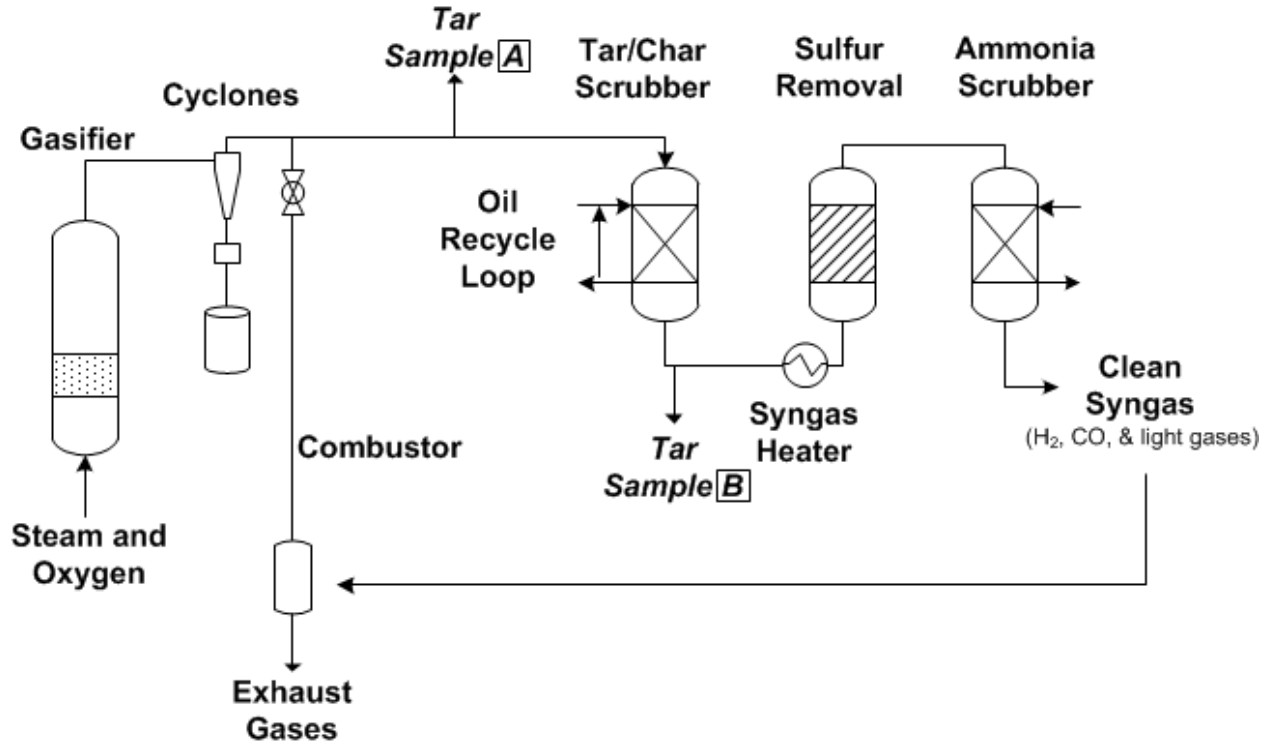 Tar
Sample A
Cyclones
Gasifier
Tar/Char
Scrubber
Sulfur
Removal
Ammonia
Scrubber
Oil
Recycle
Loop
Combustor
Steam and
Oxygen
Exhaust
Gases
Tar
Sample B
Syngas
Heater
Clean
Syngas
(H₂, CO, & light gases)